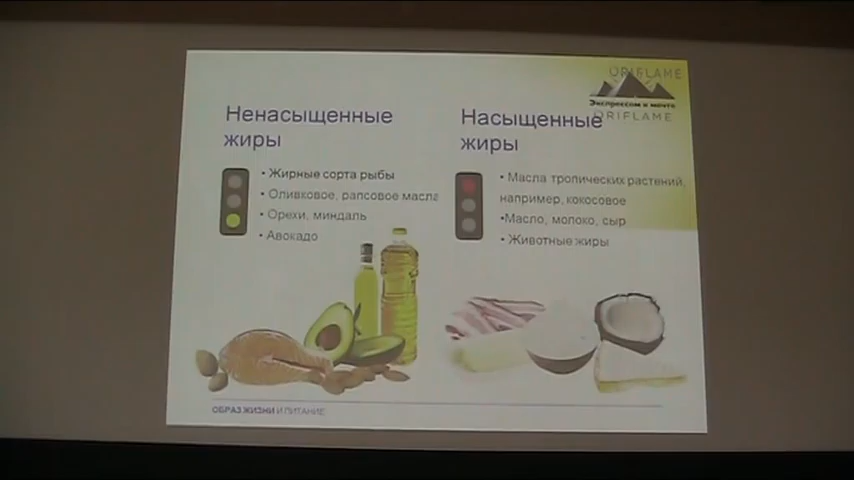 ORIFLAME
Экспрессом к мечте
ORIFLAME
Ненасыщенные
жиры
• Жирные сорта рыбы
• Оливковое, рапсовое масла
• Орехи, миндаль
• Авокадо
Насыщенные
жиры
• Масла тропических растений,
например, кокосовое
•Масло, молоко, сыр
• Животные жиры
ОБРАЗ ЖИЗНИ И ПИТАНИЕ